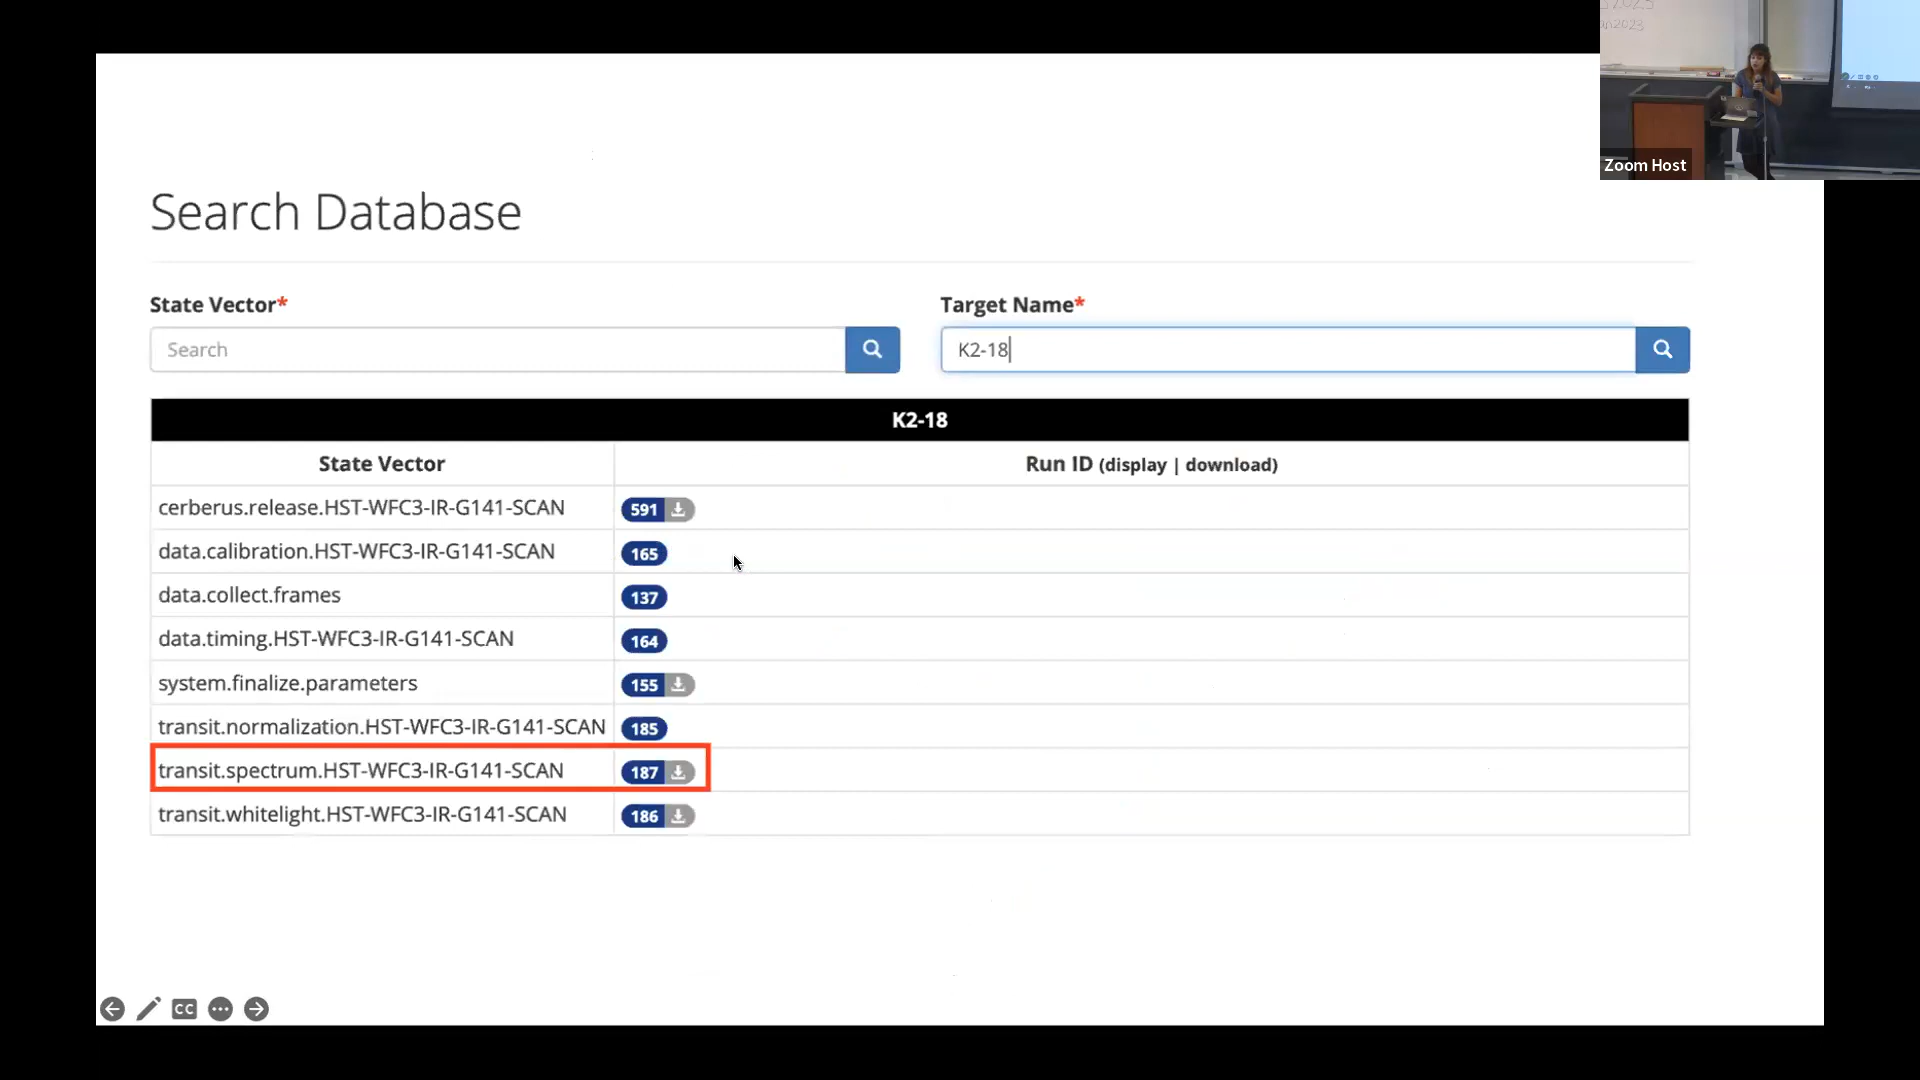 Search Database
State Vector* Target Name*
Search K2-18
K2-18
State Vector Run ID (display | download)
cerberus.release.HST-WFC3-IR-G141-SCAN 591
data.calibration.HST-WFC3-IR-G141-SCAN 165
data.collect.frames 137
data.timing.HST-WFC3-IR-G141-SCAN 164
system.finalize.parameters 155
transit.normalization.HST-WFC3-IR-G141-SCAN 185
transit.spectrum.HST-WFC3-IR-G141-SCAN 187
transit.whitelight.HST-WFC3-IR-G141-SCAN 186
Zoom Host
CC